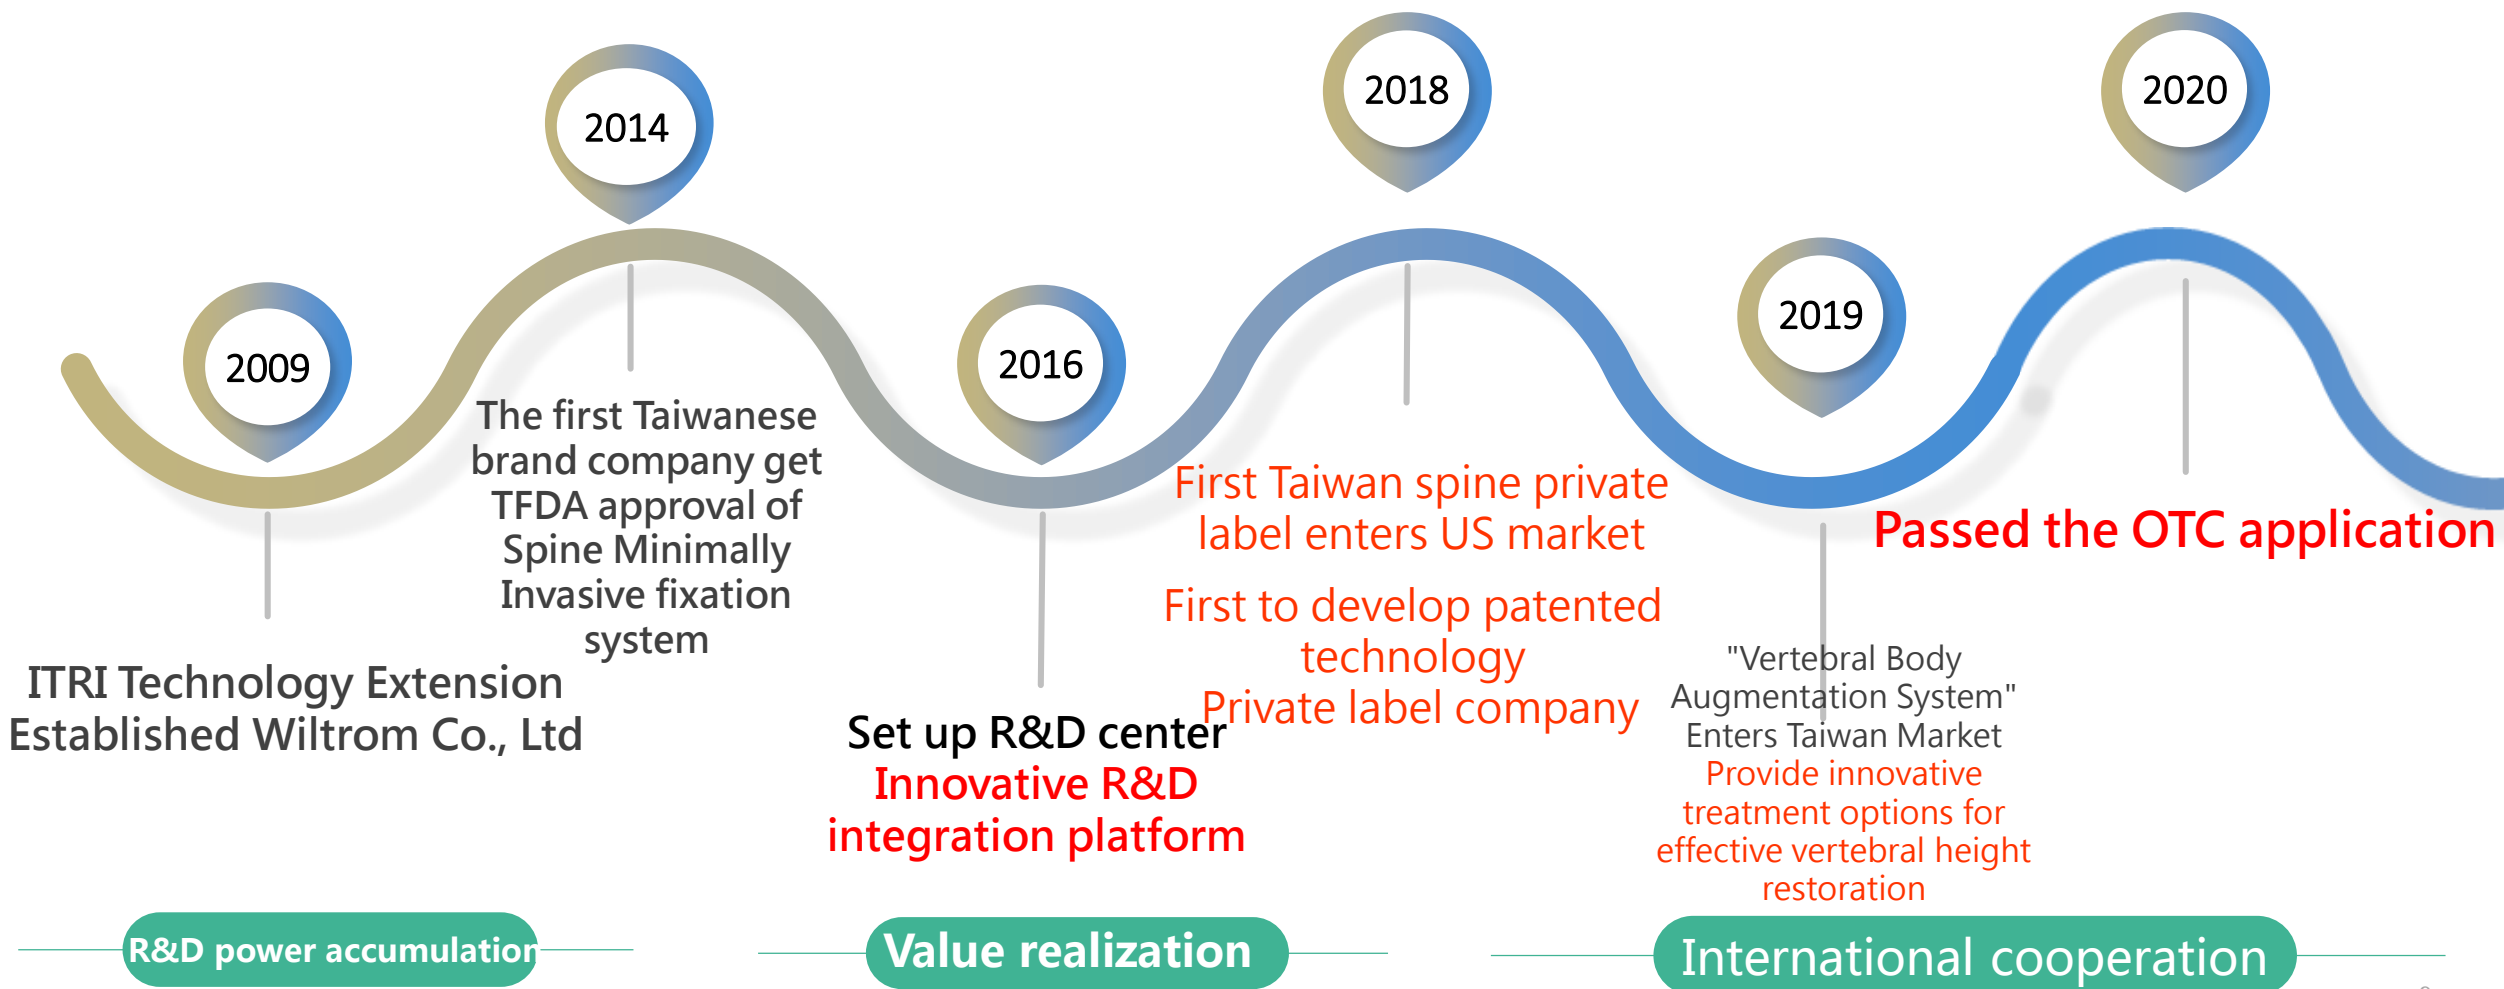 2009
ITRI Technology Extension
Established Wiltrom Co., Ltd
2014
The first Taiwanese
brand company get
TFDA approval of
Spine Minimally
Invasive fixation
system
2016
Set up R&D center
Innovative R&D
integration platform
2018
First Taiwan spine private
label enters US market
First to develop patented
technology
Private label company
2019
"Vertebral Body
Augmentation System"
Enters Taiwan Market
Provide innovative
treatment options for
effective vertebral height
restoration
2020
Passed the OTC application
R&D power accumulation
Value realization
International cooperation